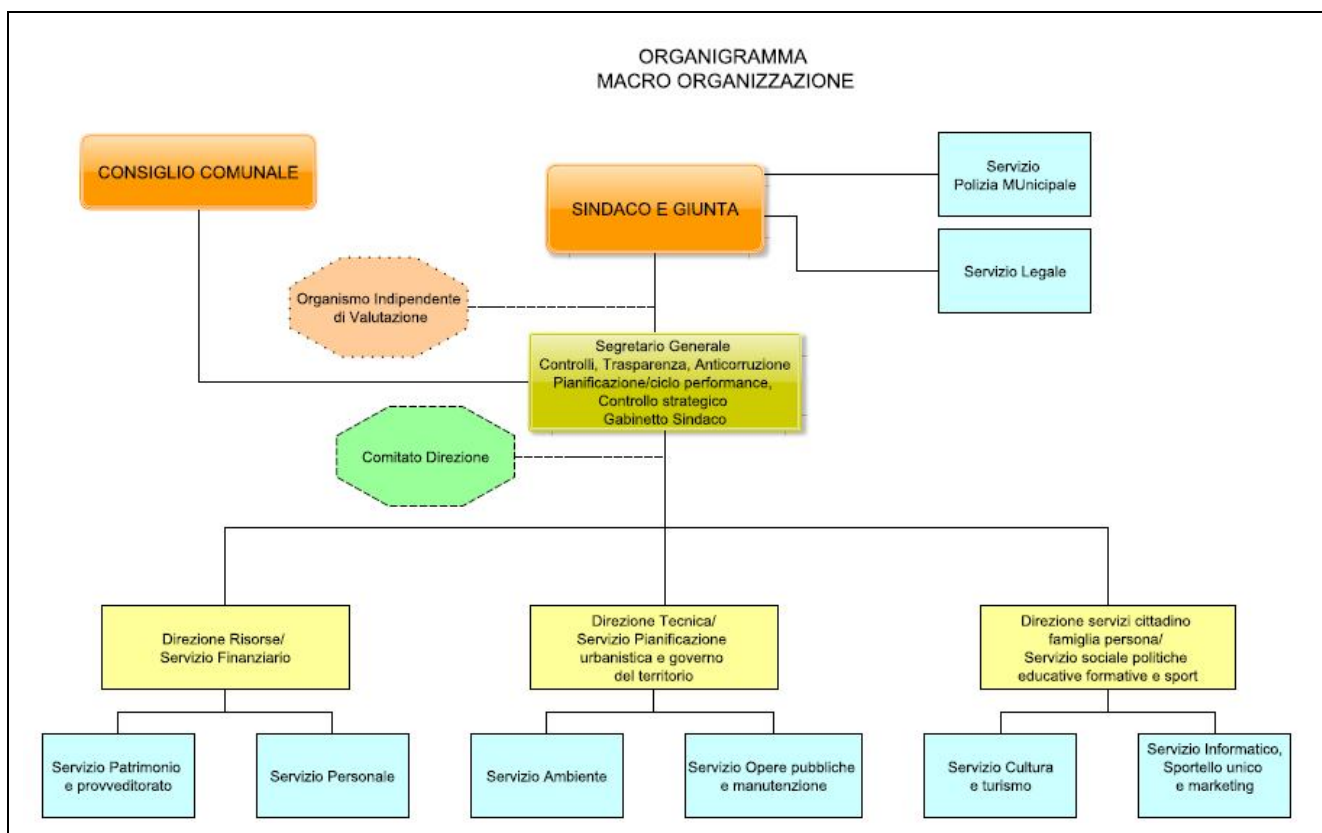 ORGANIGRAMMA
MACRO ORGANIZZAZIONE
CONSIGLIO COMUNALE
SINDACO E GIUNTA
Servizio
Polizia MUnicipale
Servizio Legale
Organismo Indipendente
di Valutazione
Segretario Generale
Controlli, Trasparenza, Anticorruzione
Pianificazione/ciclo performance,
Controllo strategico
Gabinetto Sindaco
Comitato Direzione
Direzione Risorse/
Servizio Finanziario
Direzione Tecnica/
Servizio Pianificazione
urbanistica e governo
del territorio
Direzione servizi cittadino
famiglia persona/
Servizio sociale politiche
educative formative e sport
Servizio Patrimonio
e provveditorato
Servizio Personale
Servizio Ambiente
Servizio Opere pubbliche
e manutenzione
Servizio Cultura
e turismo
Servizio Informatico,
Sportello unico
e marketing